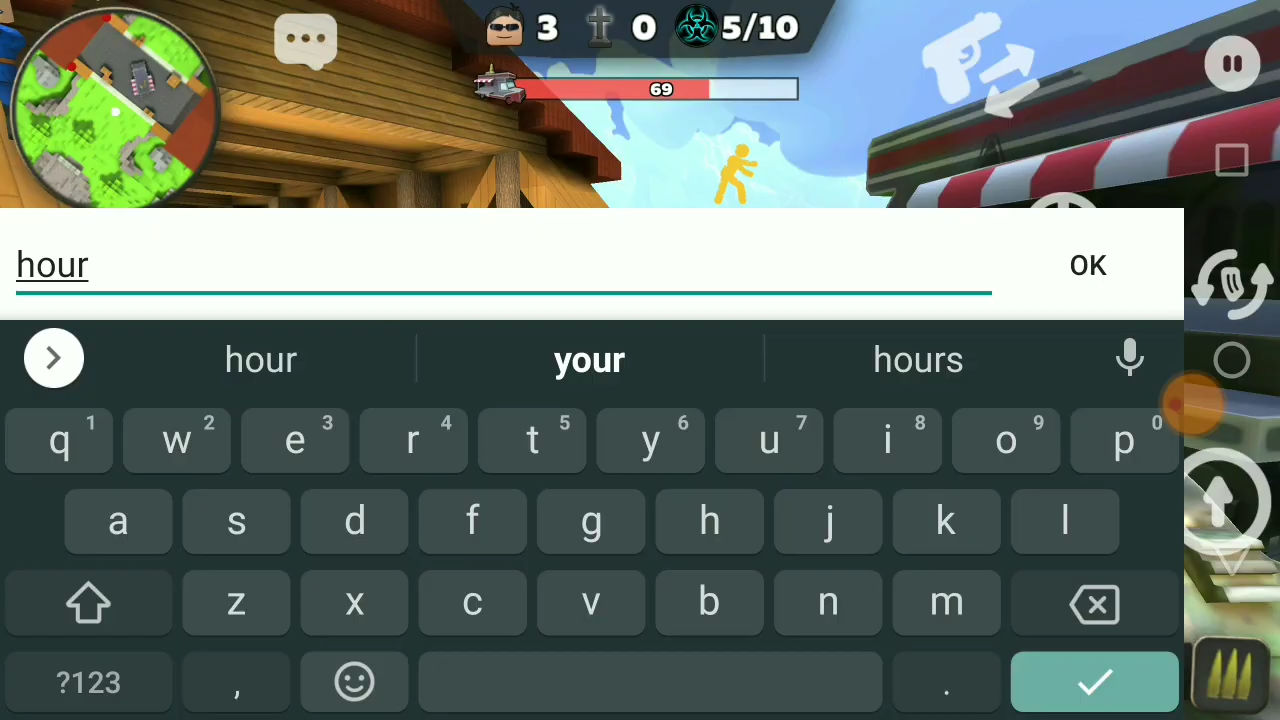 3 0 5/10
69
hour
OK
hour your hours
q 1 w 2 e 3 r 4 t 5 y 6 u 7 i 8 o 9 p 0
a s d f g h j k l
z x c v b n m
?123 , .